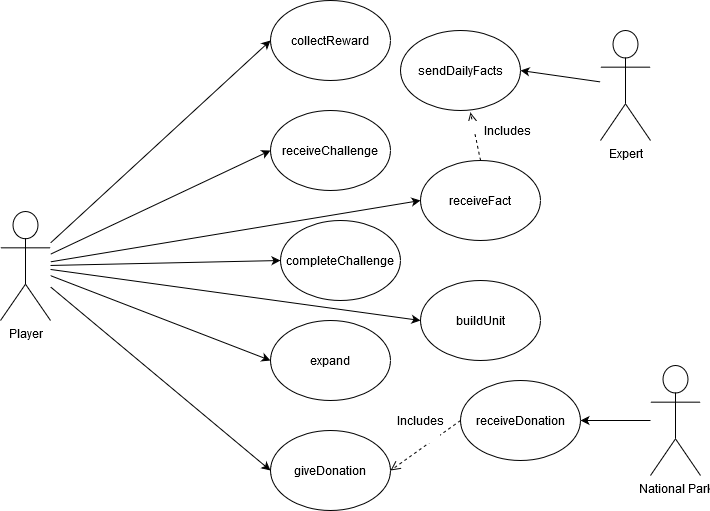 collectReward
sendDailyFacts
Includes
receiveChallenge
Expert
receiveFact
completeChallenge
Player
buildUnit
expand
Includes
receiveDonation
giveDonation
National Park